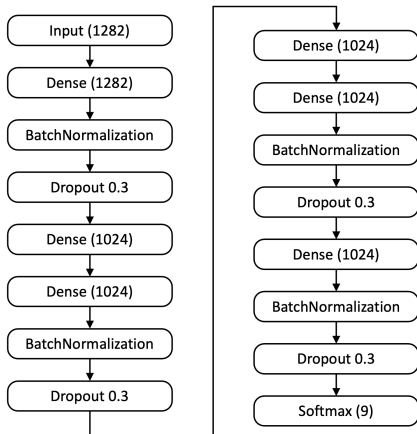 Input (1282)
Dense (1282)
BatchNormalization
Dropout 0.3
Dense (1024)
Dense (1024)
BatchNormalization
Dropout 0.3
Dense (1024)
Dense (1024)
BatchNormalization
Dropout 0.3
Dense (1024)
BatchNormalization
Dropout 0.3
Softmax (9)